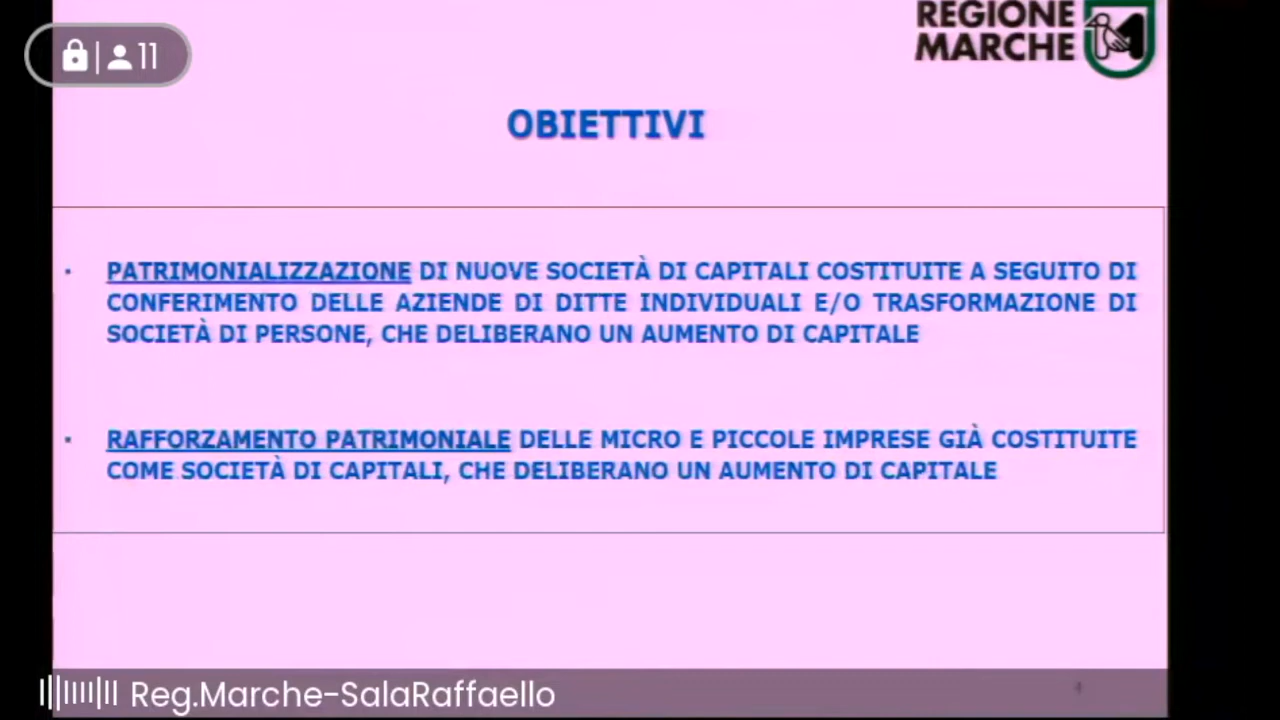 REGIONE
MARCHE
11
OBIETTIVI
PATRIMONIALIZZAZIONE DI NUOVE SOCIETÀ DI CAPITALI COSTITUITE A SEGUITO DI
CONFERIMENTO DELLE AZIENDE DI DITTE INDIVIDUALI E/O TRASFORMAZIONE DI
SOCIETÀ DI PERSONE, CHE DELIBERANO UN AUMENTO DI CAPITALE
RAFFORZAMENTO PATRIMONIALE DELLE MICRO E PICCOLE IMPRESE GIÀ COSTITUITE
COME SOCIETÀ DI CAPITALI, CHE DELIBERANO UN AUMENTO DI CAPITALE
Reg.Marche-SalaRaffaello
4